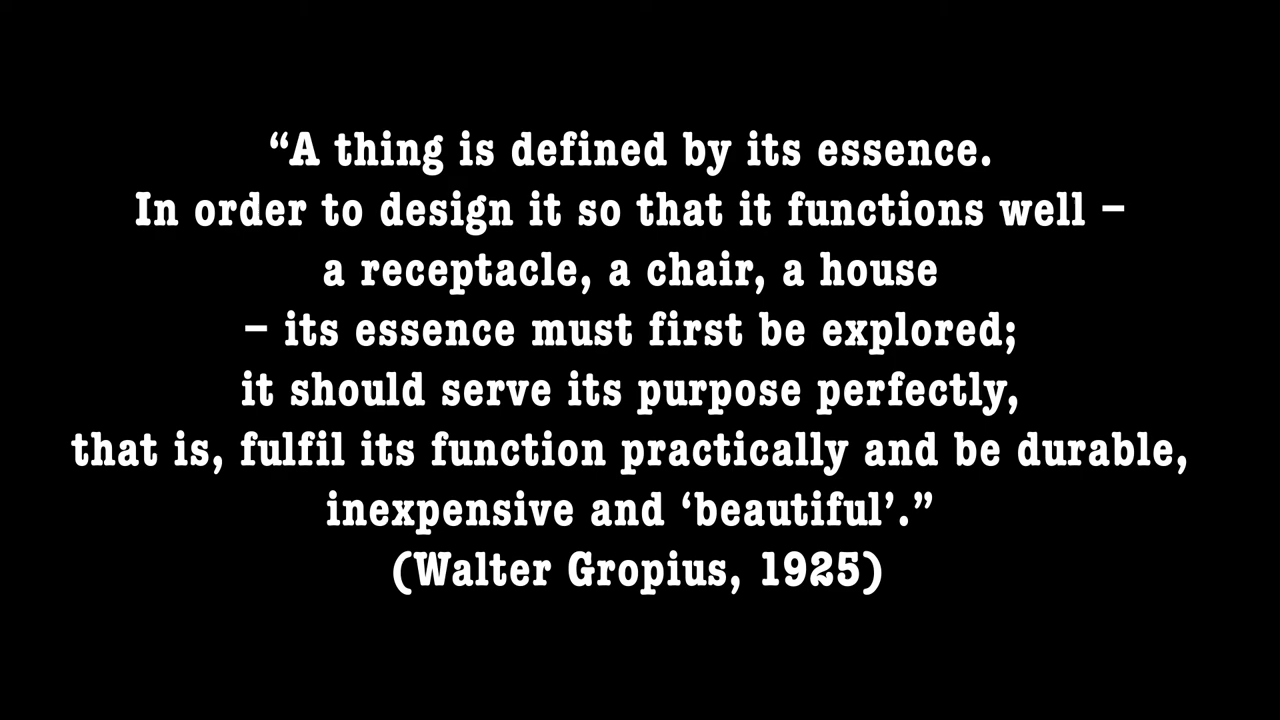 “A thing is defined by its essence.
In order to design it so that it functions well –
a receptacle, a chair, a house
– its essence must first be explored;
it should serve its purpose perfectly,
that is, fulfil its function practically and be durable,
inexpensive and ‘beautiful’.”
(Walter Gropius, 1925)